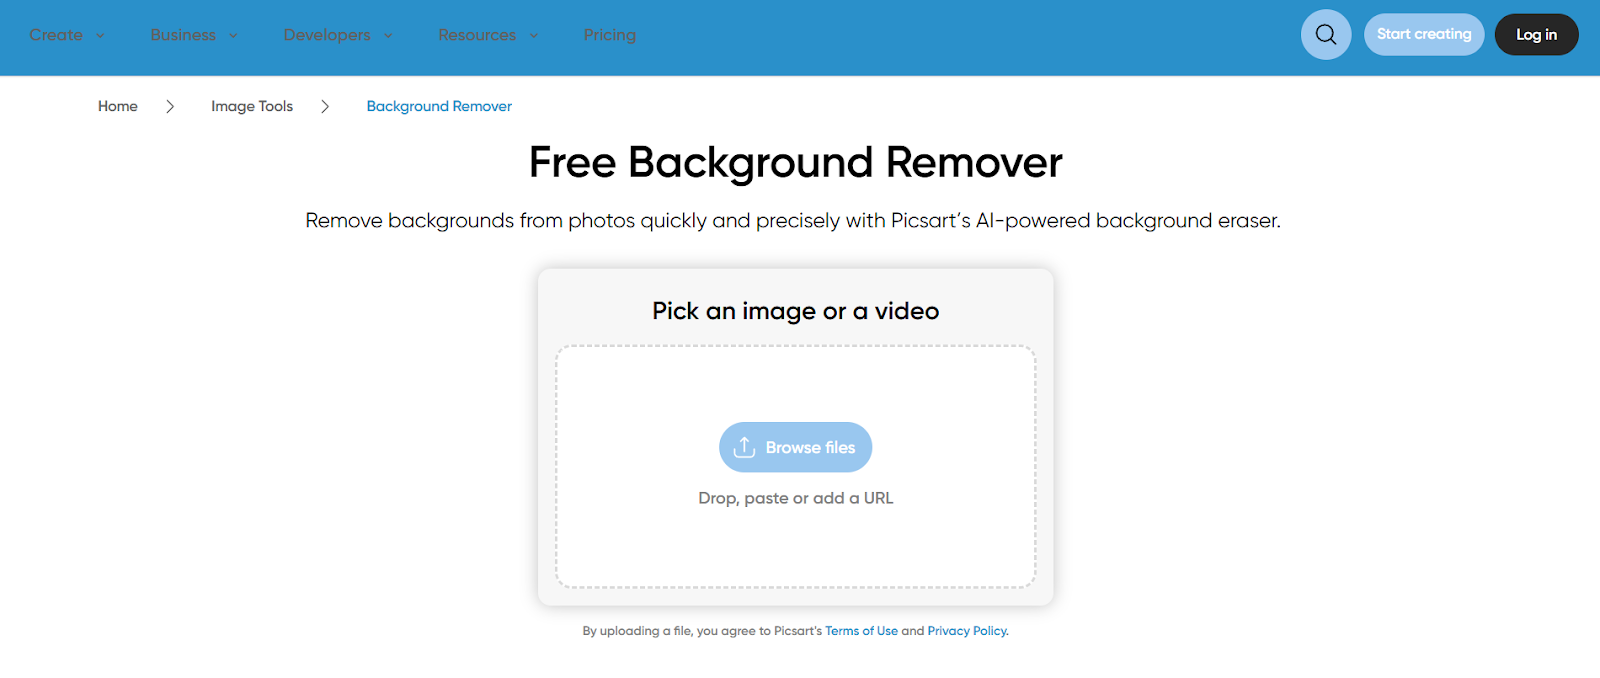 Create Business Developers Resources Pricing Start creating Log in
Home Image Tools Background Remover
Free Background Remover
Remove backgrounds from photos quickly and precisely with Picsart's AI-powered background eraser.
Pick an image or a video
Browse files
Drop, paste or add a URL
By uploading a file, you agree to Picsart's Terms of Use and Privacy Policy.